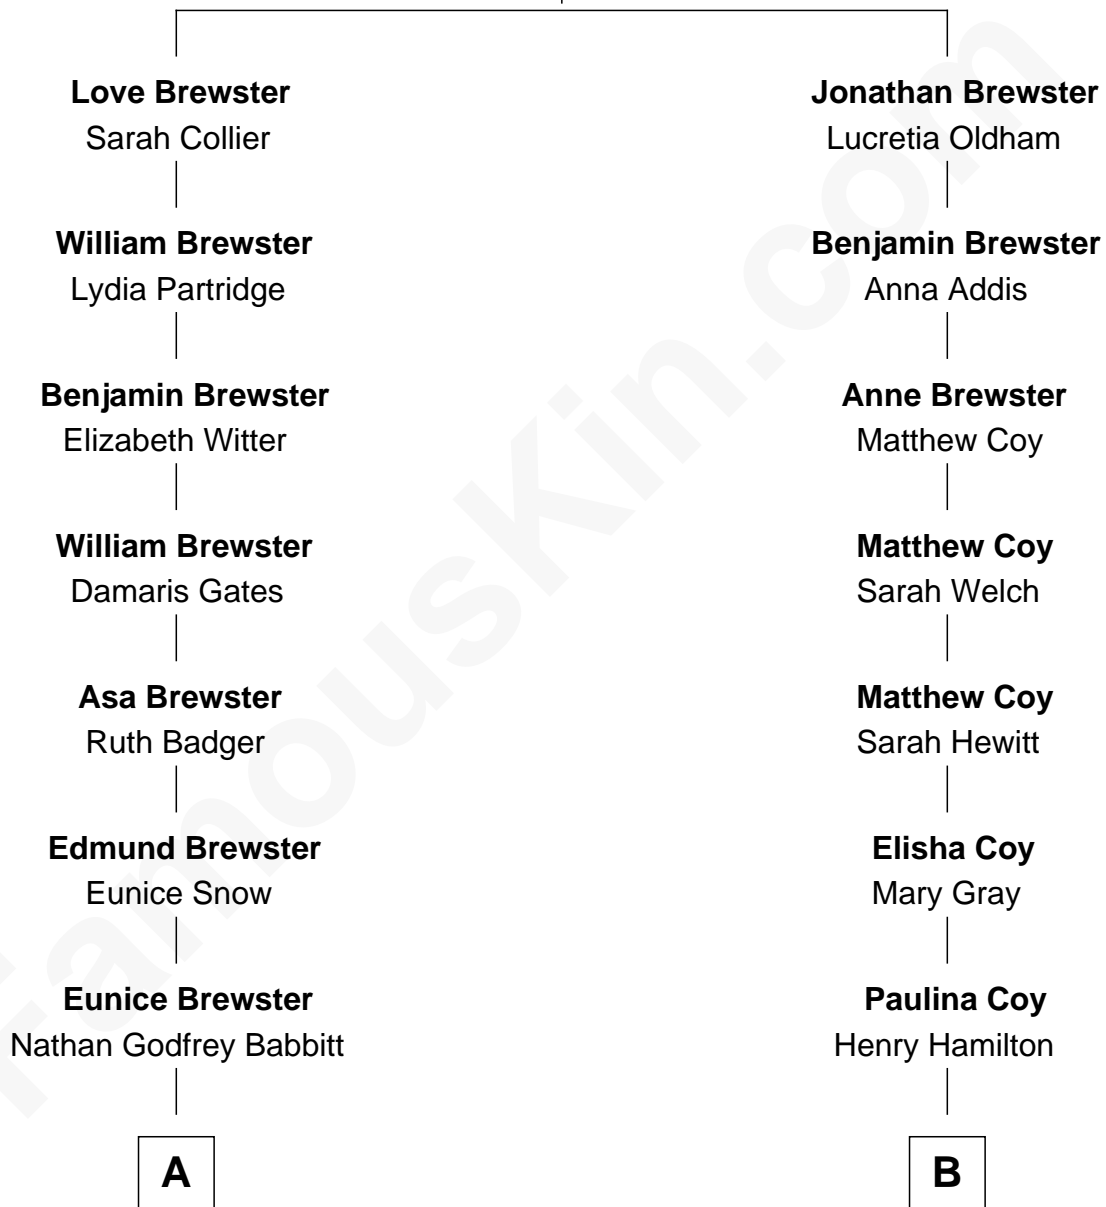 Love Brewster
Sarah Collier
William Brewster
Lydia Partridge
Benjamin Brewster
Elizabeth Witter
William Brewster
Damaris Gates
Asa Brewster
Ruth Badger
Edmund Brewster
Eunice Snow
Eunice Brewster
Nathan Godfrey Babbitt
A
Jonathan Brewster
Lucretia Oldham
Benjamin Brewster
Anna Addis
Anne Brewster
Matthew Coy
Matthew Coy
Sarah Welch
Matthew Coy
Sarah Hewitt
Elisha Coy
Mary Gray
Paulina Coy
Henry Hamilton
B
FamousKin.com